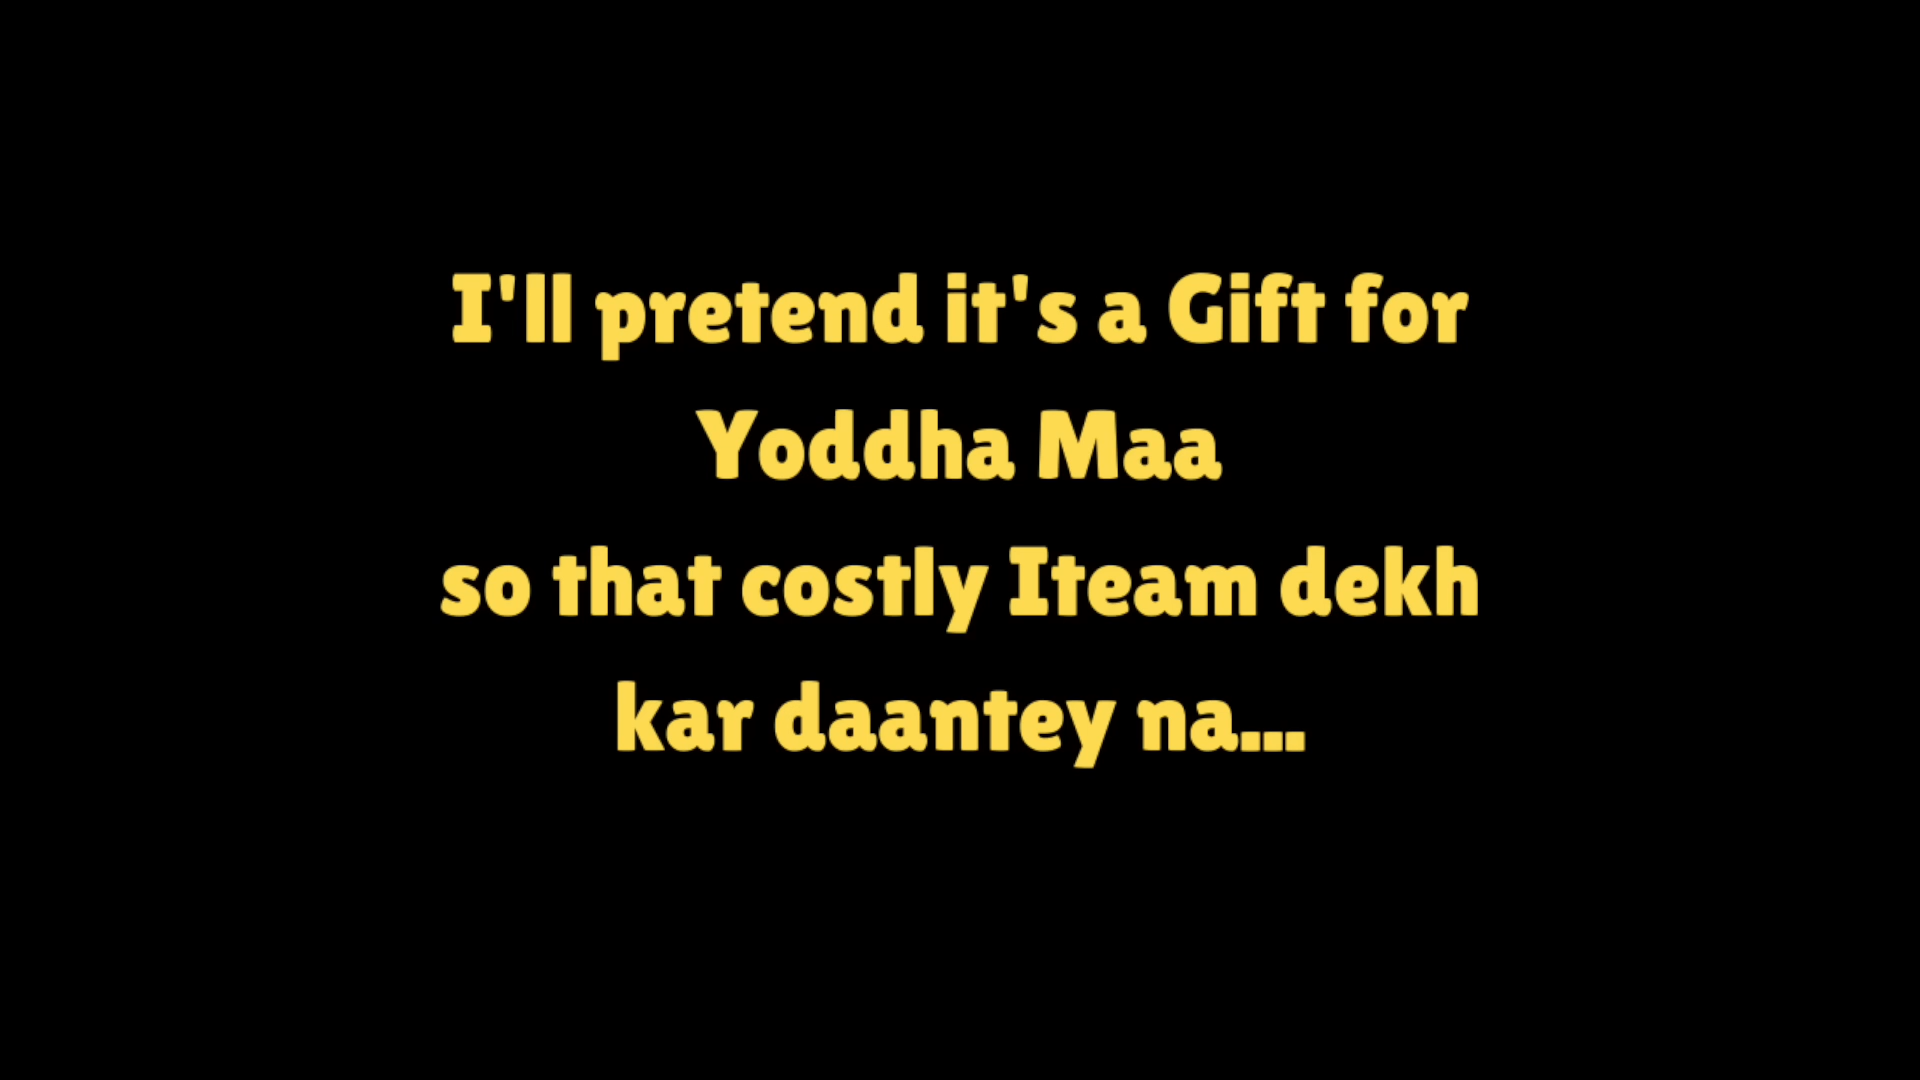 I'll pretend it's a Gift for
Yoddha Maa
so that costly Iteam dekh
kar daantey na...